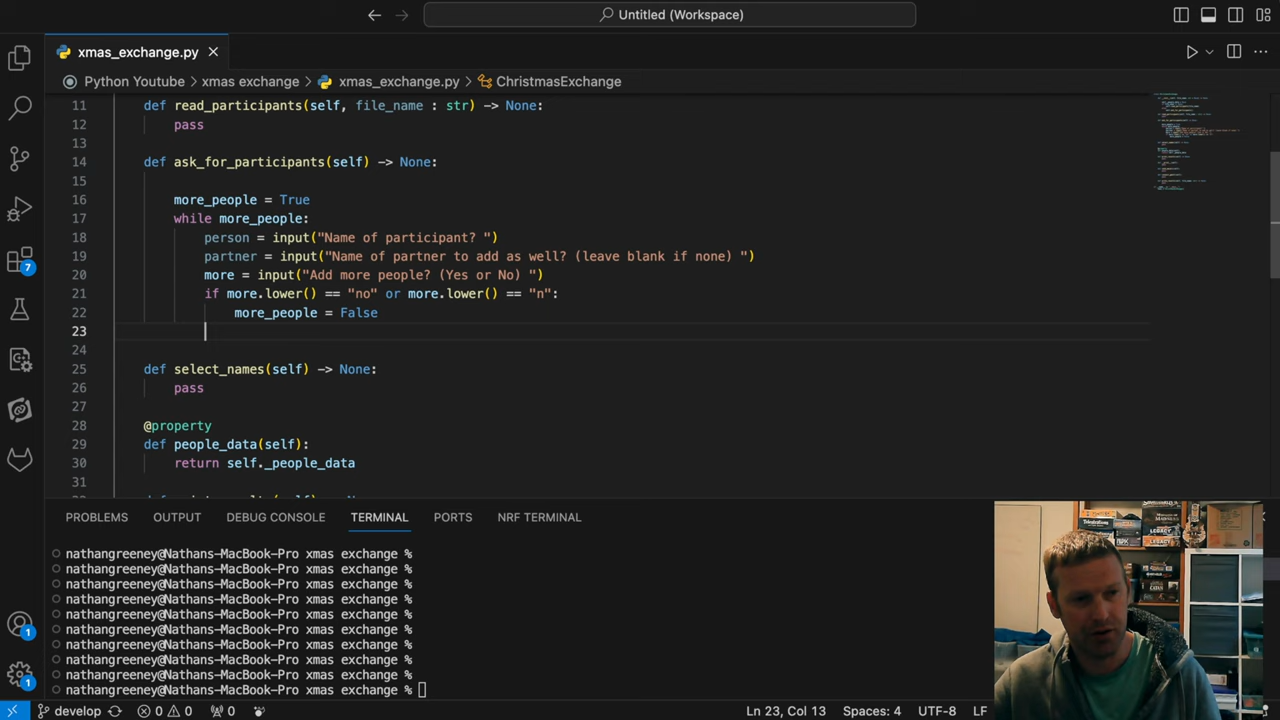 Untitled (Workspace)
xmas_exchange.py
Python Youtube > xmas exchange > xmas_exchange.py > ChristmasExchange
11 def read_participants(self, file_name : str) -> None:
12 pass
13
14 def ask_for_participants(self) -> None:
15
16 more_people = True
17 while more_people:
18 person = input("Name of participant? ")
19 partner = input("Name of partner to add as well? (leave blank if none) ")
20 more = input("Add more people? (Yes or No) ")
21 if more.lower() == "no" or more.lower() == "n":
22 more_people = False
23
24
25 def select_names(self) -> None:
26 pass
27
28 @property
29 def people_data(self):
30 return self._people_data
31
7
PROBLEMS OUTPUT DEBUG CONSOLE TERMINAL PORTS NRF TERMINAL
nathangreeney@Nathans-MacBook-Pro xmas exchange %
nathangreeney@Nathans-MacBook-Pro xmas exchange %
nathangreeney@Nathans-MacBook-Pro xmas exchange %
nathangreeney@Nathans-MacBook-Pro xmas exchange %
nathangreeney@Nathans-MacBook-Pro xmas exchange %
nathangreeney@Nathans-MacBook-Pro xmas exchange %
nathangreeney@Nathans-MacBook-Pro xmas exchange %
nathangreeney@Nathans-MacBook-Pro xmas exchange %
nathangreeney@Nathans-MacBook-Pro xmas exchange %
nathangreeney@Nathans-MacBook-Pro xmas exchange %
1
1
LEGACY
LEGACY
develop 0 0 0 Ln 23, Col 13 Spaces: 4 UTF-8 LF